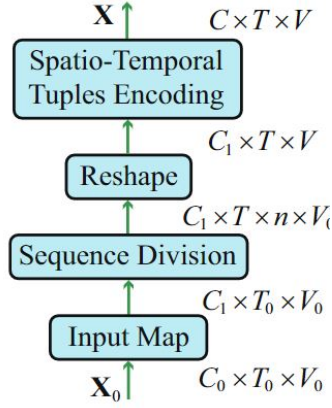 X
C × T × V
Spatio-Temporal
Tuples Encoding
C₁ × T × V
Reshape
C₁ × T × n × V₀
Sequence Division
C₁ × T₀ × V₀
Input Map
X₀
C₀ × T₀ × V₀